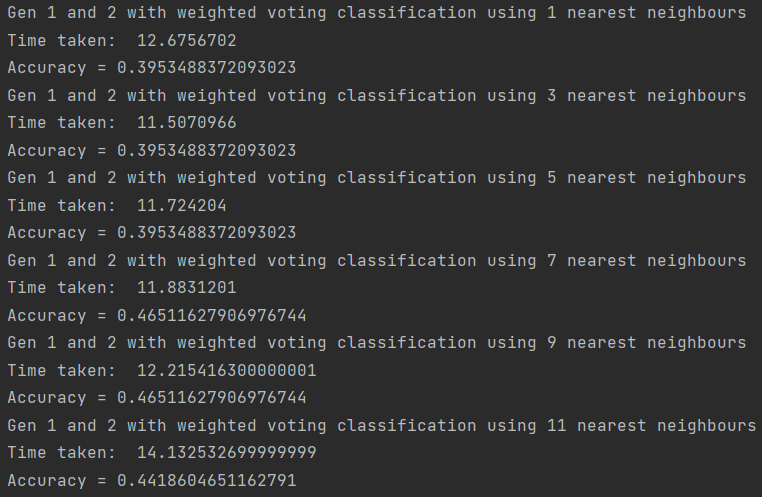 Gen 1 and 2 with weighted voting classification using 1 nearest neighbours
Time taken:  12.6756702
Accuracy = 0.3953488372093023
Gen 1 and 2 with weighted voting classification using 3 nearest neighbours
Time taken:  11.5070966
Accuracy = 0.3953488372093023
Gen 1 and 2 with weighted voting classification using 5 nearest neighbours
Time taken:  11.724204
Accuracy = 0.3953488372093023
Gen 1 and 2 with weighted voting classification using 7 nearest neighbours
Time taken:  11.8831201
Accuracy = 0.46511627906976744
Gen 1 and 2 with weighted voting classification using 9 nearest neighbours
Time taken:  12.215416300000001
Accuracy = 0.46511627906976744
Gen 1 and 2 with weighted voting classification using 11 nearest neighbours
Time taken:  14.132532699999999
Accuracy = 0.4418604651162791